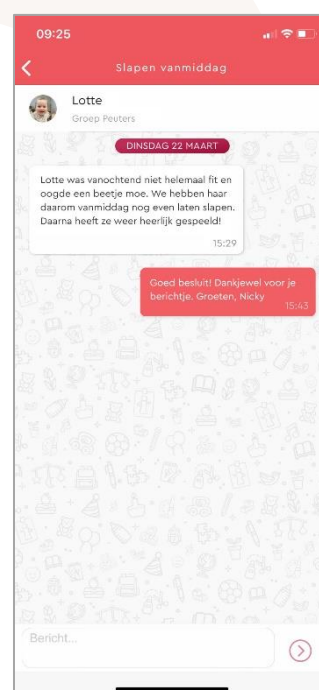 09:25
Slapen vanmiddag
Lotte
Groep Peuters
DINSDAG 22 MAART
Lotte was vanochtend niet helemaal fit en
oogde een beetje moe. We hebben haar
daarom vanmiddag nog even laten slapen.
Daarna heeft ze weer heerlijk gespeeld!
15:29
Goed besluit! Dankjewel voor je
berichtje. Groeten, Nicky
15:43
Bericht...